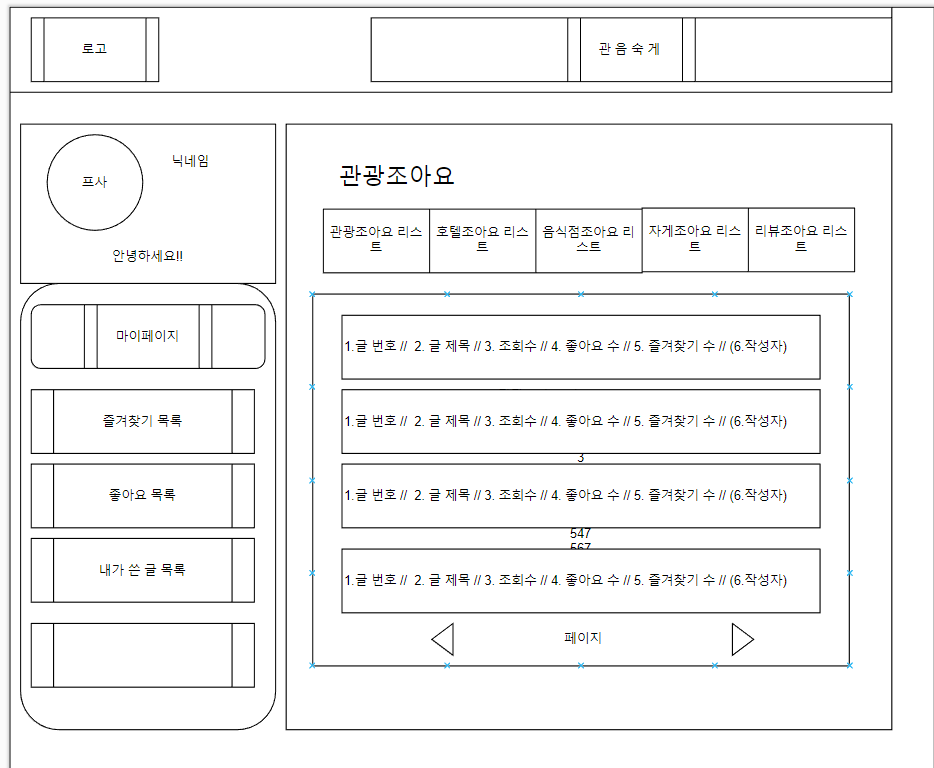 로고
관 음 숙 게
프사
닉네임
안녕하세요!!
마이페이지
즐겨찾기 목록
좋아요 목록
내가 쓴 글 목록
관광조아요
관광조아요 리스
트
호텔조아요 리스
트
음식점조아요 리
스트
자게조아요 리스
트
리뷰조아요 리스
트
1.글 번호 //  2. 글 제목 // 3. 조회수 // 4. 좋아요 수 // 5. 즐겨찾기 수 // (6.작성자)
1.글 번호 //  2. 글 제목 // 3. 조회수 // 4. 좋아요 수 // 5. 즐겨찾기 수 // (6.작성자)
3
1.글 번호 //  2. 글 제목 // 3. 조회수 // 4. 좋아요 수 // 5. 즐겨찾기 수 // (6.작성자)
547
567
1.글 번호 //  2. 글 제목 // 3. 조회수 // 4. 좋아요 수 // 5. 즐겨찾기 수 // (6.작성자)
페이지